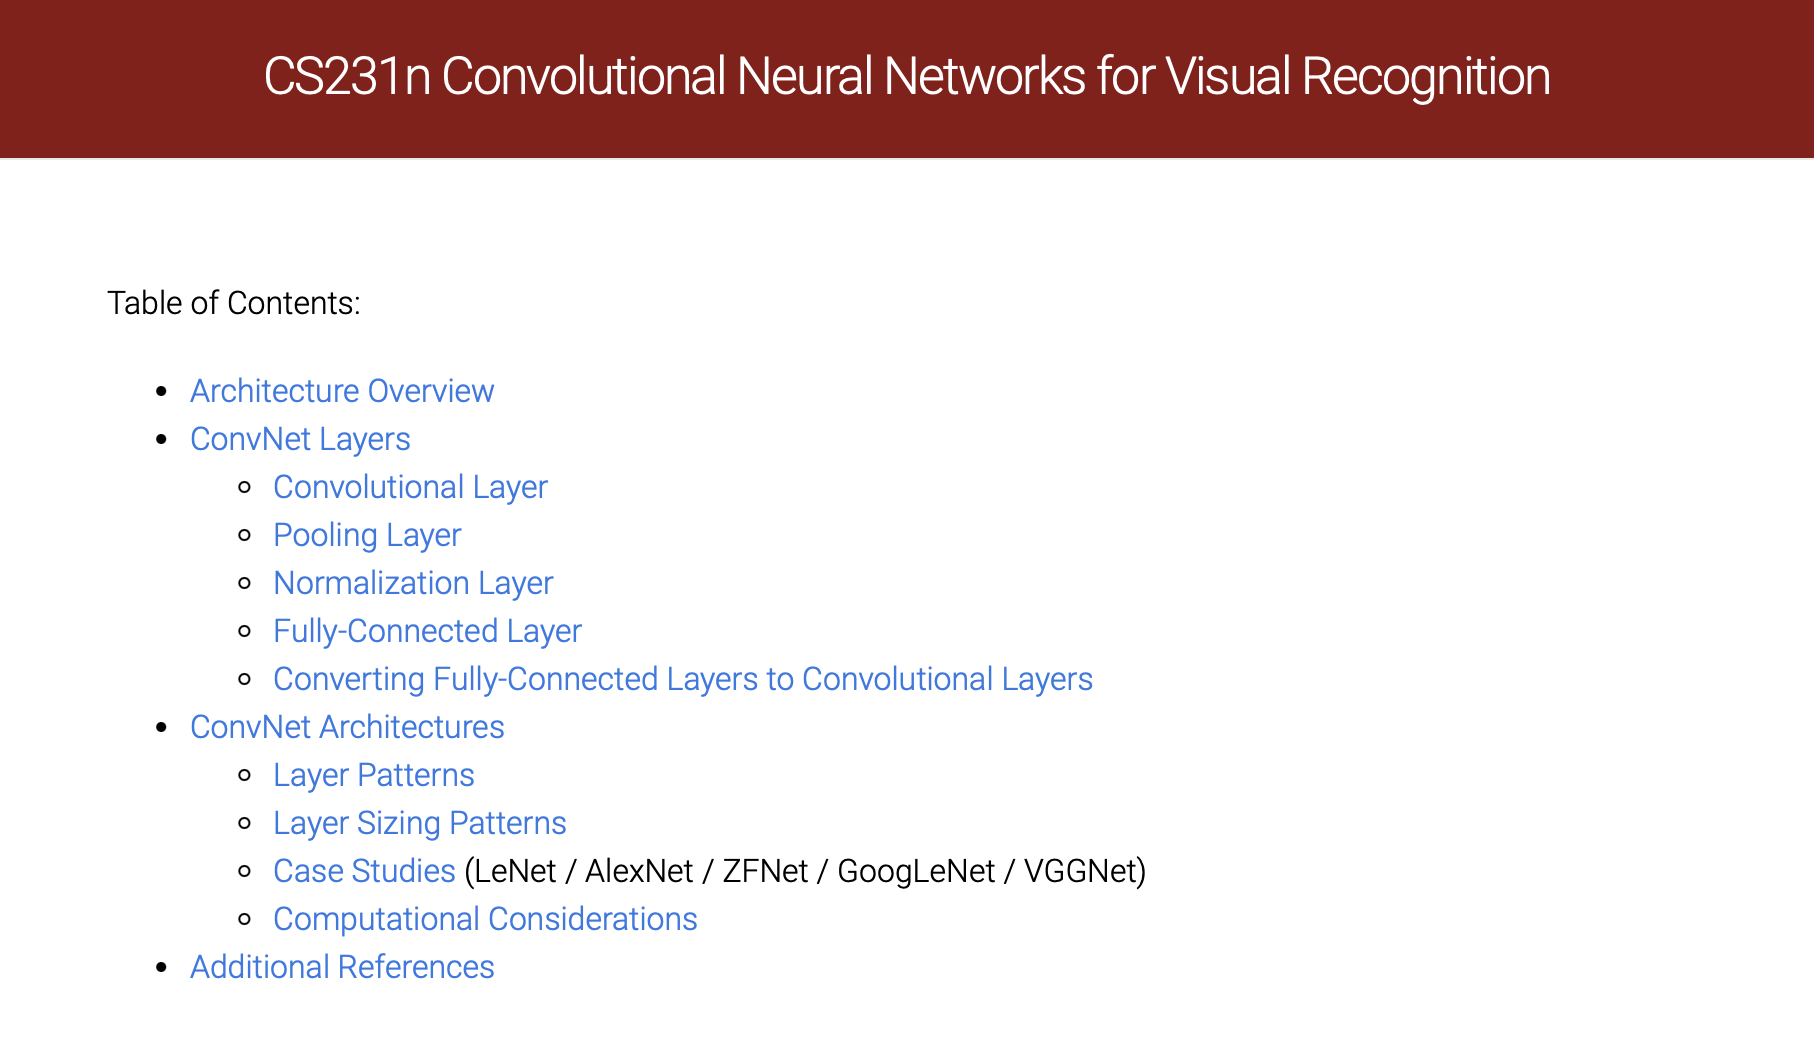 CS231n Convolutional Neural Networks for Visual Recognition
Table of Contents:
Architecture Overview
ConvNet Layers
Convolutional Layer
Pooling Layer
Normalization Layer
Fully-Connected Layer
Converting Fully-Connected Layers to Convolutional Layers
ConvNet Architectures
Layer Patterns
Layer Sizing Patterns
Case Studies (LeNet / AlexNet / ZFNet / GoogLeNet / VGGNet)
Computational Considerations
Additional References